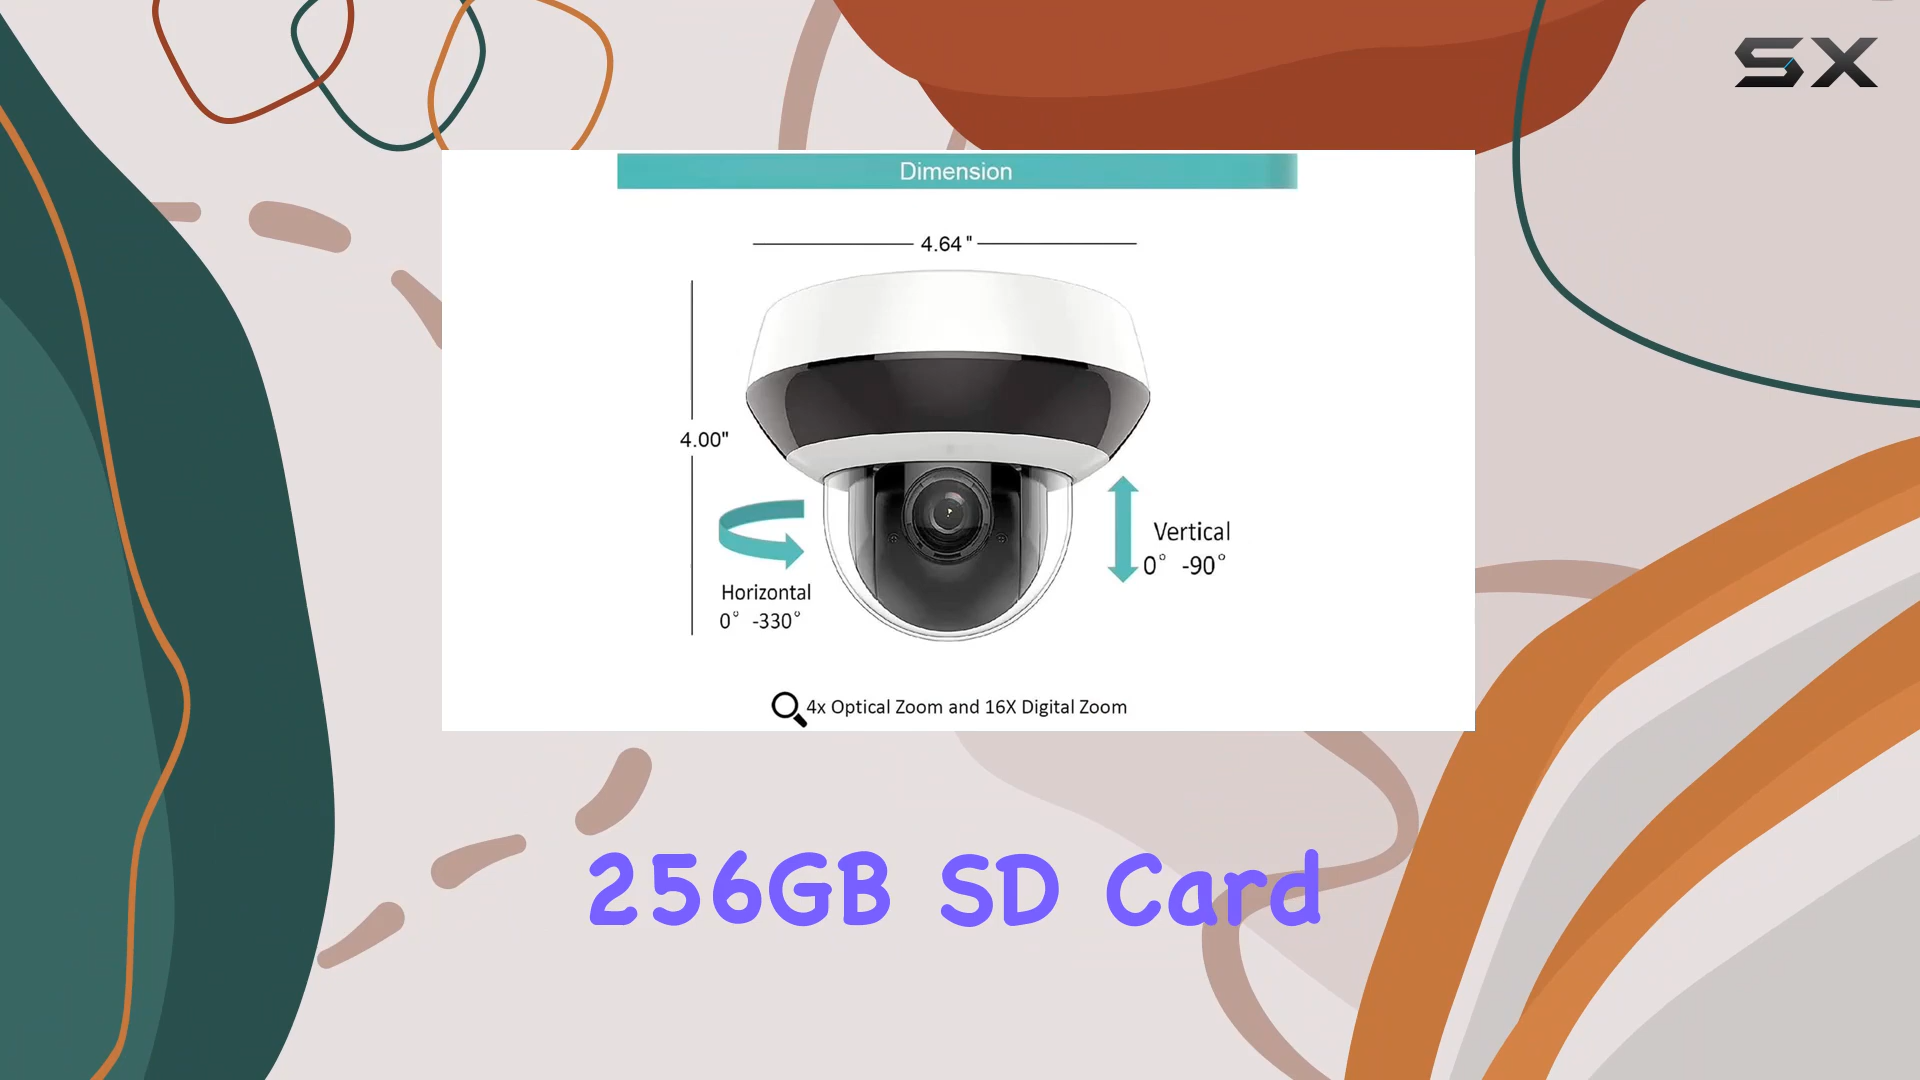 SX
Dimension
4.64"
4.00"
Vertical
0° -90°
Horizontal
0° -330°
4x Optical Zoom and 16X Digital Zoom
256GB SD Card